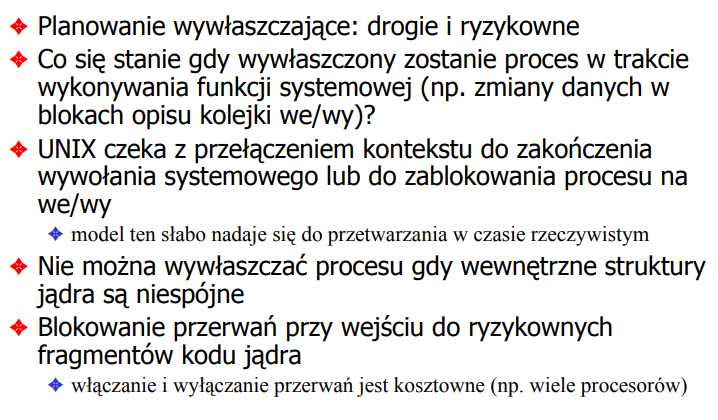 Planowanie wywłaszczające: drogie i ryzykowne
Co się stanie gdy wywłaszczony zostanie proces w trakcie
wykonywania funkcji systemowej (np. zmiany danych w
blokach opisu kolejki we/wy)?
UNIX czeka z przełączeniem kontekstu do zakończenia
wywołania systemowego lub do zablokowania procesu na
we/wy
model ten słabo nadaje się do przetwarzania w czasie rzeczywistym
Nie można wywłaszczać procesu gdy wewnętrzne struktury
jądra są niespójne
Blokowanie przerwań przy wejściu do ryzykownych
fragmentów kodu jądra
włączanie i wyłączanie przerwań jest kosztowne (np. wiele procesorów)